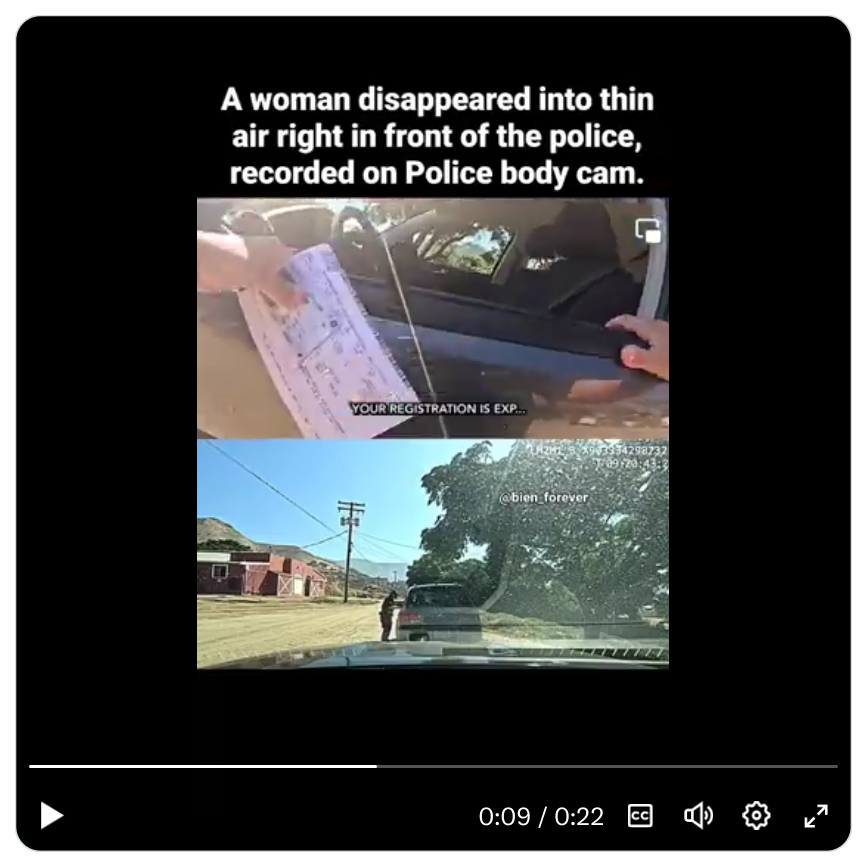 A woman disappeared into thin
air right in front of the police,
recorded on Police body cam.
YOUR REGISTRATION IS EXP...
@bien_forever
0:09 / 0:22
CC